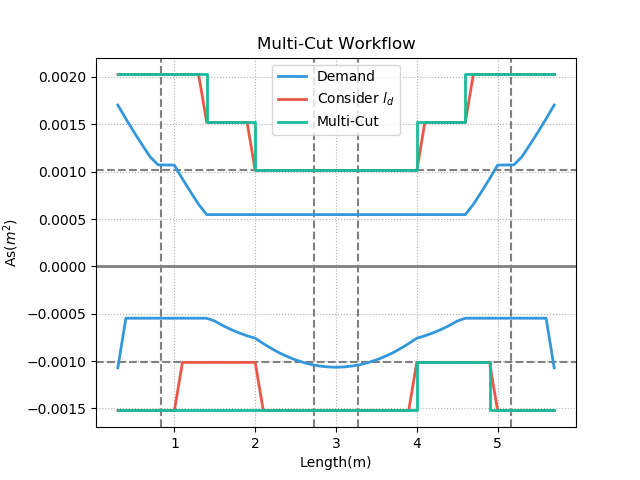 Multi-Cut Workflow
Demand
Consider $l_d$
Multi-Cut
0.0020
0.0015
0.0010
0.0005
0.0000
−0.0005
−0.0010
−0.0015
As($m^2$)
1 2 3 4 5
Length(m)